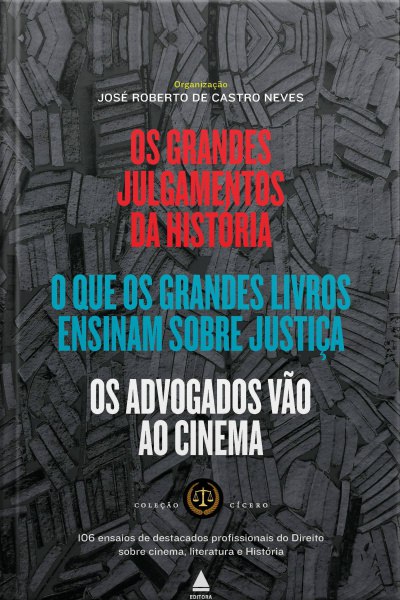 Organização
JOSÉ ROBERTO DE CASTRO NEVES
OS GRANDES
JULGAMENTOS
DA HISTÓRIA
O QUE OS GRANDES LIVROS
ENSINAM SOBRE JUSTIÇA
OS ADVOGADOS VÃO
AO CINEMA
COLEÇÃO CÍCERO
106 ensaios de destacados profissionais do Direito
sobre cinema, literatura e História
EDITORA